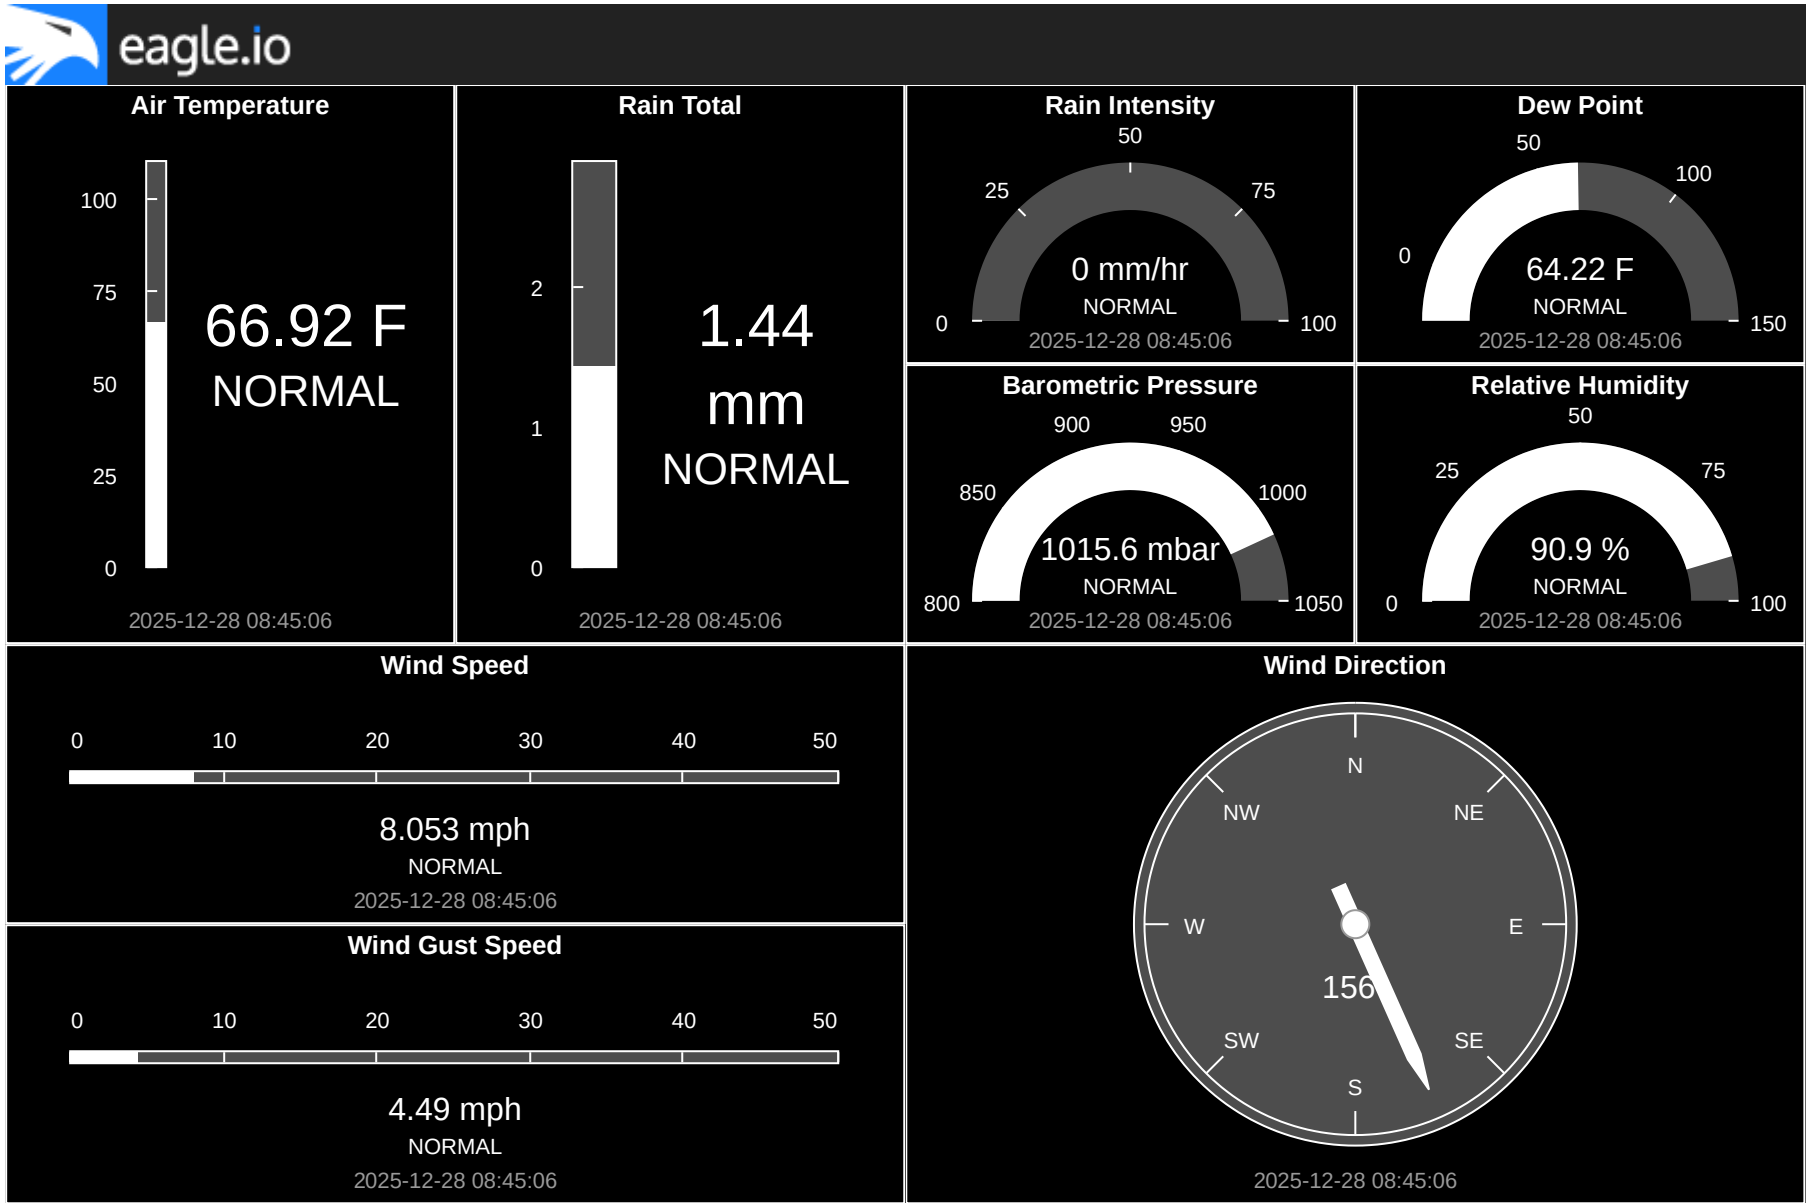 eagle.io
Air Temperature
100
75
50
25
0
66.92 F
NORMAL
2025-12-28 08:45:06
Rain Total
2
1
0
1.44
mm
NORMAL
2025-12-28 08:45:06
Rain Intensity
50
25
75
0
100
0 mm/hr
NORMAL
2025-12-28 08:45:06
Dew Point
50
100
0
150
64.22 F
NORMAL
2025-12-28 08:45:06
Barometric Pressure
900
950
850
1000
800
1050
1015.6 mbar
NORMAL
2025-12-28 08:45:06
Relative Humidity
50
25
75
0
100
90.9 %
NORMAL
2025-12-28 08:45:06
Wind Speed
0 10 20 30 40 50
8.053 mph
NORMAL
2025-12-28 08:45:06
Wind Gust Speed
0 10 20 30 40 50
4.49 mph
NORMAL
2025-12-28 08:45:06
Wind Direction
N
NW NE
W E
156
SW SE
S
2025-12-28 08:45:06